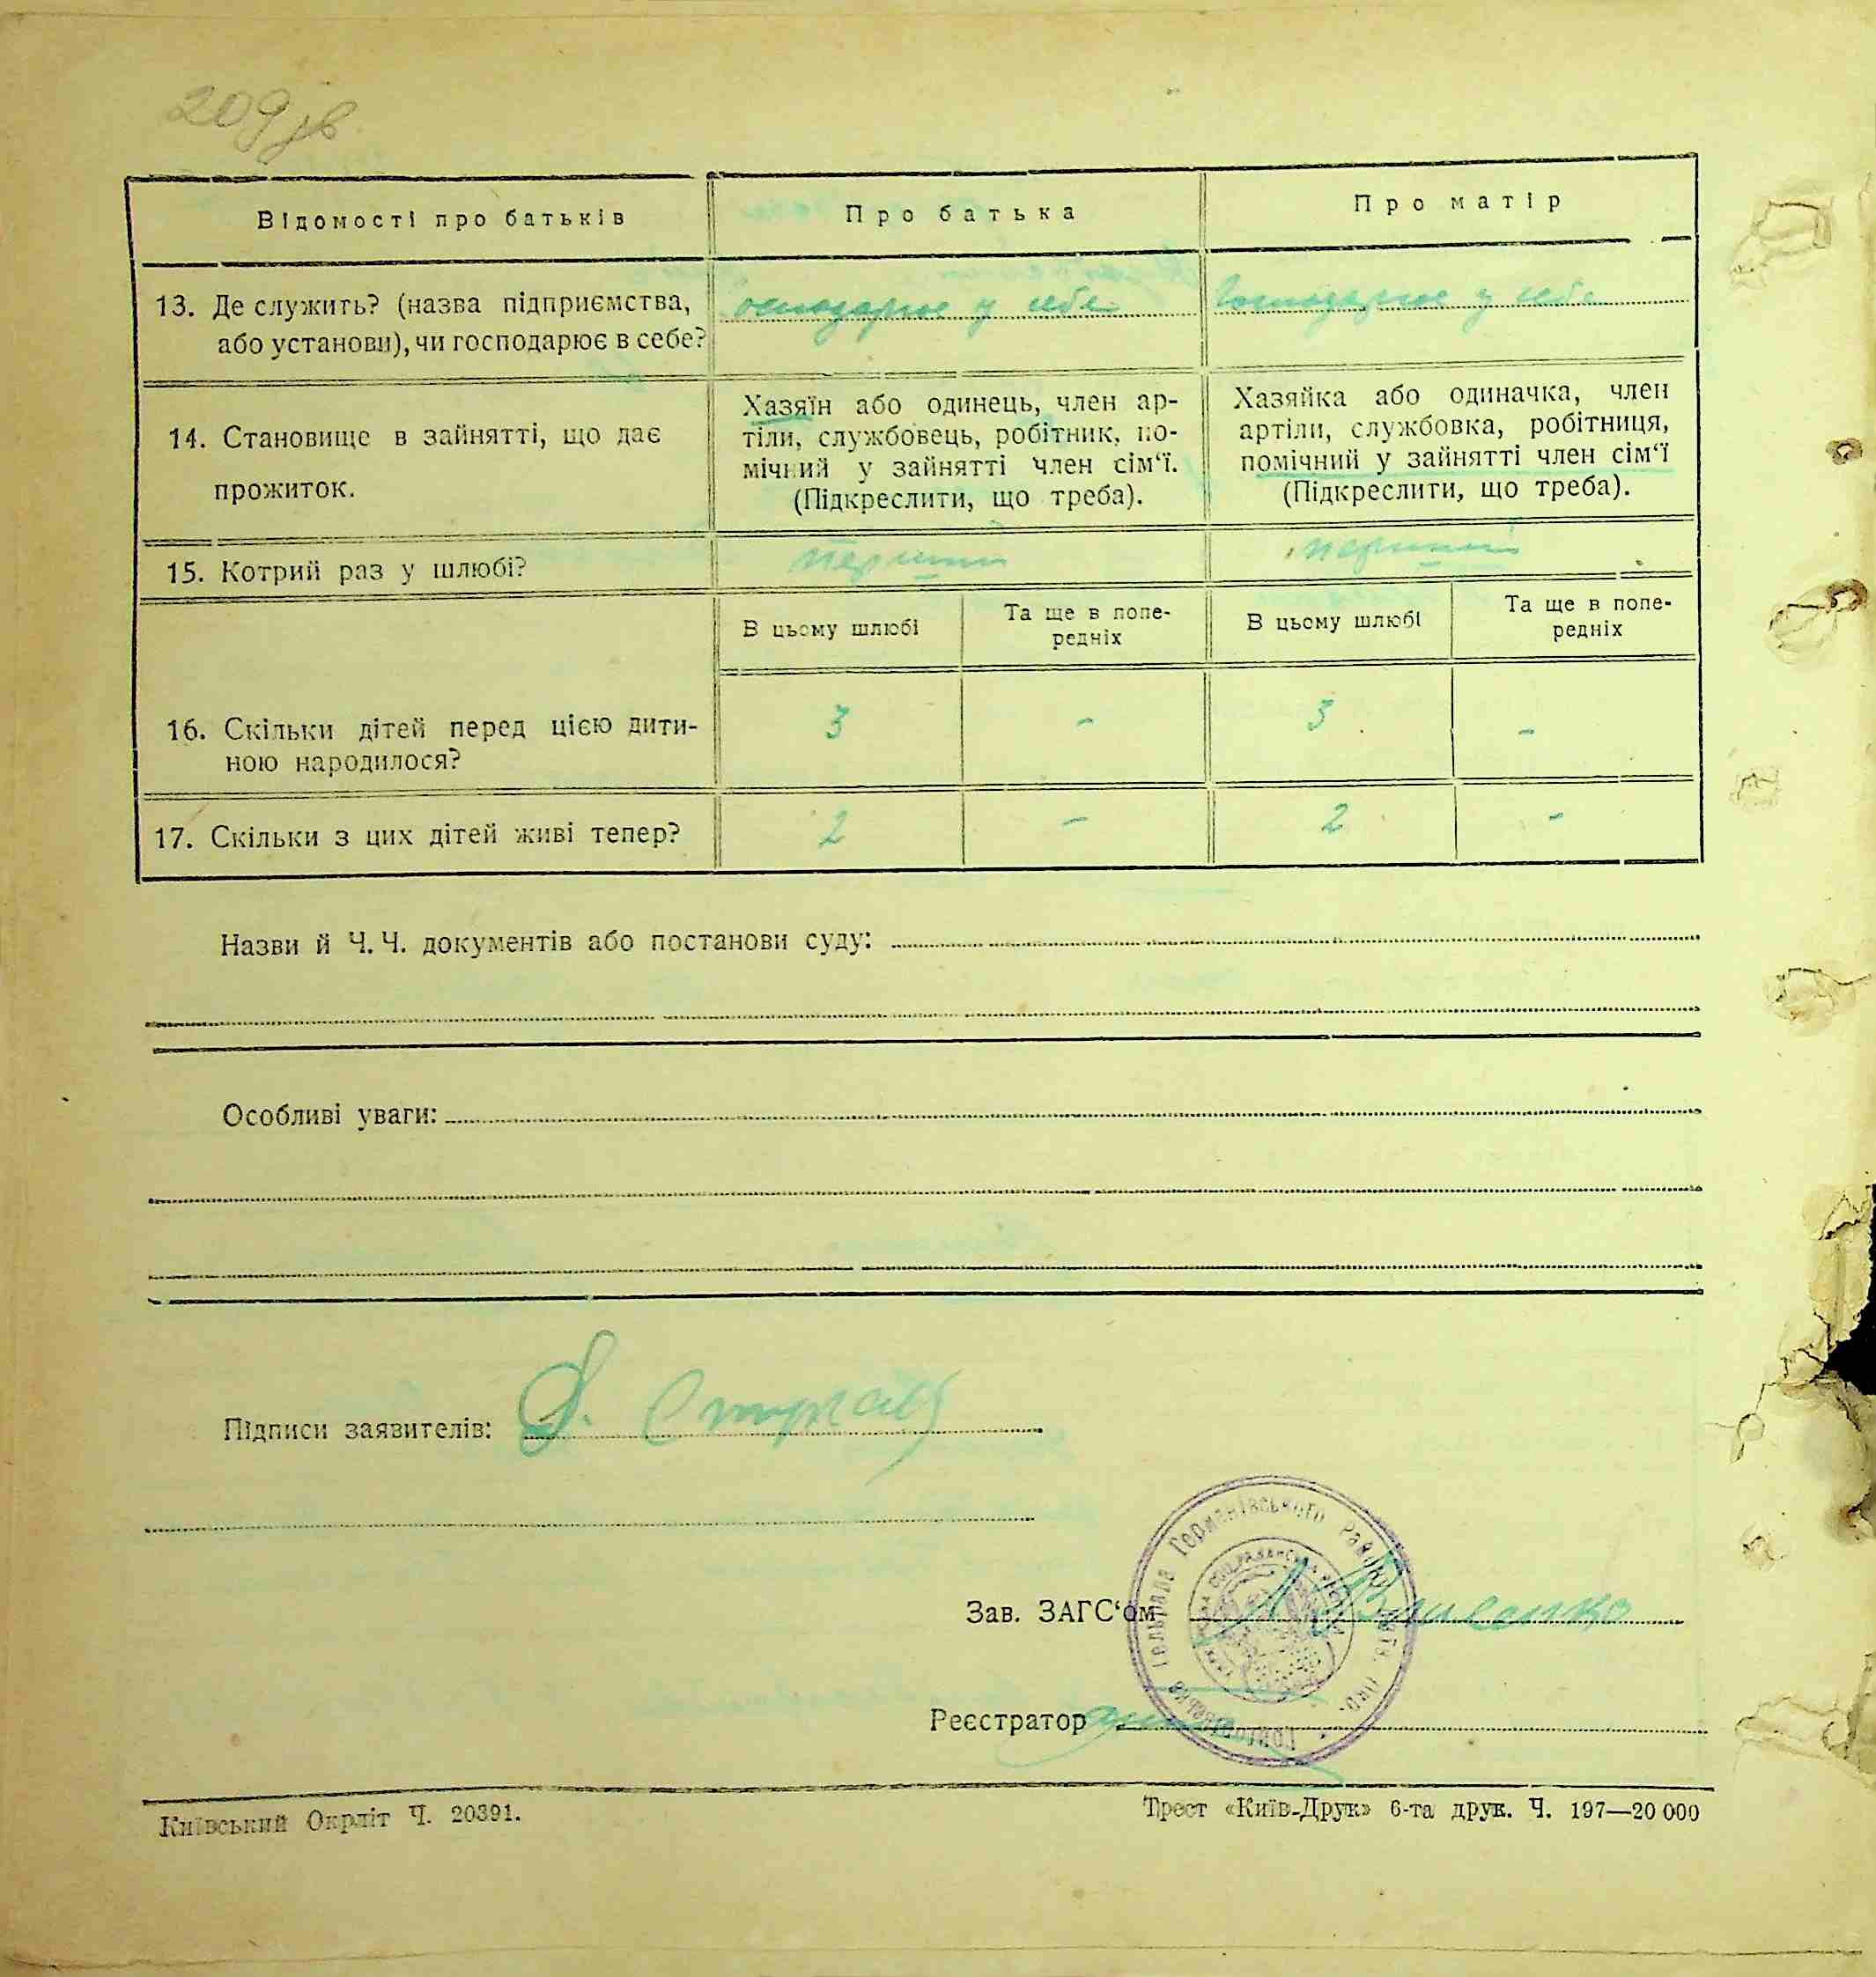 209 зв
Відомості про батьків
Про батька
Про матір
13. Де служить? (назва підприємства,
або установи), чи господарює в себе?
господарює у себе
господарює у себе
14. Становище в зайнятті, що дає
прожиток.
Хазяїн або одинець, член ар-
тіли, службовець, робітник, по-
мічний у зайнятті член сім‘ї.
(Підкреслити, що треба).
Хазяйка або одиначка, член
артіли, службовка, робітниця,
помічний у зайнятті член сім‘ї
(Підкреслити, що треба).
15. Котрий раз у шлюбі?
перший
перший
В цьому шлюбі
Та ще в попе-
редніх
В цьому шлюбі
Та ще в попе-
редніх
16. Скільки дітей перед цією дити-
ною народилося?
3 - 3 -
17. Скільки з цих дітей живі тепер?
2 - 2 -
Назви й Ч. Ч. документів або постанови суду:
Особливі уваги:
Підписи заявителів:
Зав. ЗАГС‘ом
Реєстратор
Германівського Району
Київський Окрліт Ч. 20391.
Трест «Київ-Друк» 6-та друк. Ч. 197—20 000